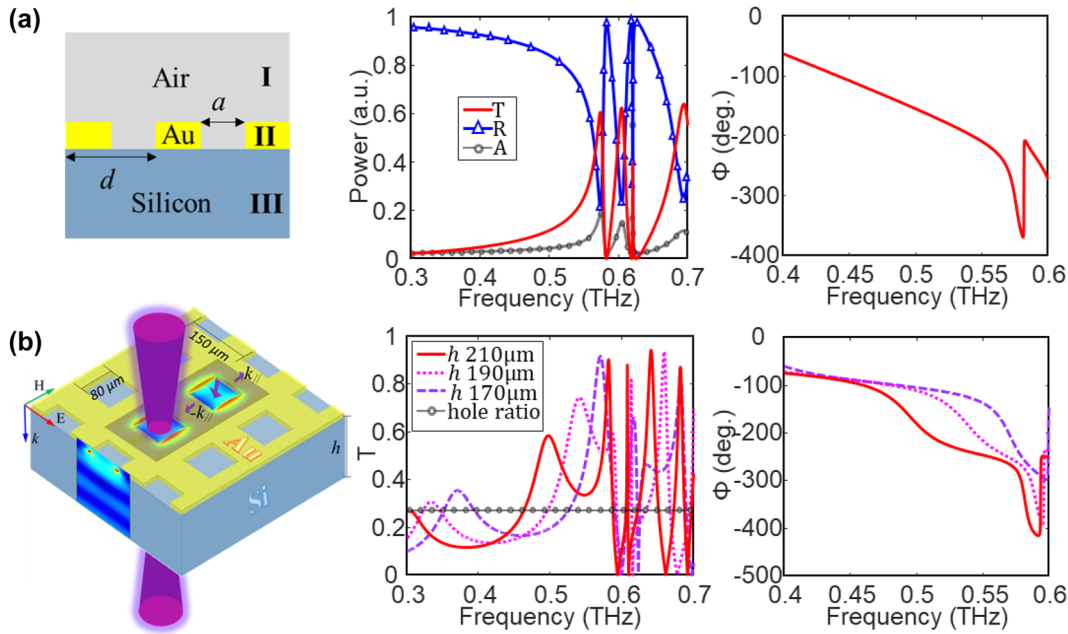 (a)
Air
I
a
Au
II
d
Silicon
III
Power (a.u.)
1
0.8
0.6
0.4
0.2
0
T
R
A
0.3
0.4
0.5
0.6
0.7
Frequency (THz)
Φ (deg.)
0
-100
-200
-300
-400
0.4
0.45
0.5
0.55
0.6
Frequency (THz)
(b)
150 μm
80 μm
k//
-k//
H
E
k
Au
Si
h
T
1
0.8
0.6
0.4
0.2
0
h 210μm
h 190μm
h 170μm
hole ratio
0.3
0.4
0.5
0.6
0.7
Frequency (THz)
Φ (deg.)
0
-100
-200
-300
-400
-500
0.4
0.45
0.5
0.55
0.6
Frequency (THz)